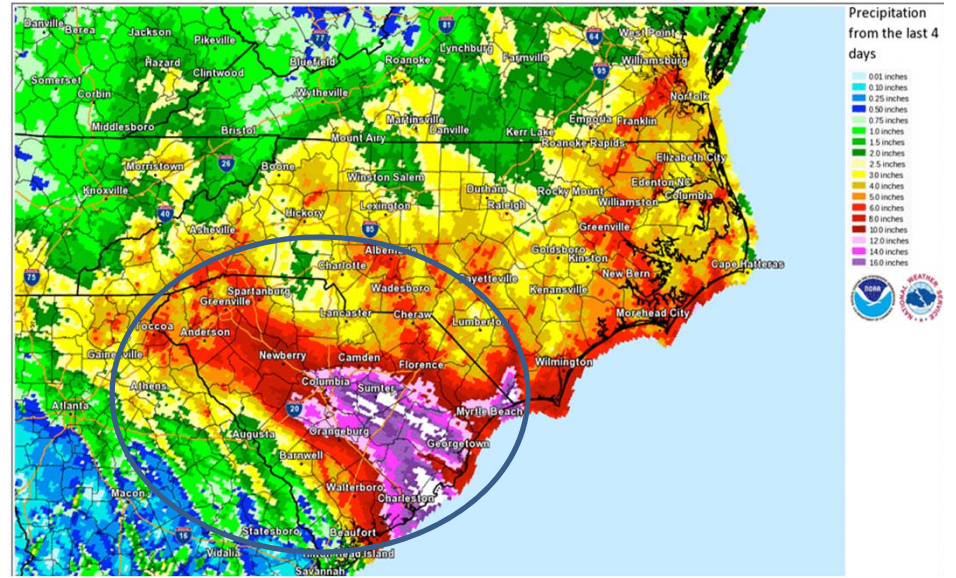 Precipitation
from the last 4
days
0.01 inches
0.10 inches
0.25 inches
0.50 inches
0.75 inches
1.0 inches
1.5 inches
2.0 inches
2.5 inches
3.0 inches
4.0 inches
5.0 inches
6.0 inches
8.0 inches
10.0 inches
12.0 inches
14.0 inches
16.0 inches
NOAA
NATIONAL WEATHER SERVICE
Danville
Berea
Jackson
Pikeville
77
81
Lynchburg
64
West Point
Hazard
Clintwood
Bluefield
Roanoke
Farmville
95
Williamsburg
Somerset
Corbin
Wytheville
Norfolk
Middlesboro
Bristol
Mount Airy
Martinsville
Danville
Kerr Lake
Emporia
Franklin
Roanoke Rapids
Morristown
26
Boone
Winston Salem
Elizabeth City
Knoxville
Durham
Rocky Mount
Edenton NC
Columbia
40
Hickory
Lexington
Raleigh
Williamston
Asheville
85
Greenville
75
Charlotte
Goldsboro
Kinston
Cape Hatteras
Spartanburg
Greenville
Wadesboro
Fayetteville
Kenansville
New Bern
Lancaster
Cheraw
Morehead City
Anderson
Gainesville
Newberry
Camden
Florence
Wilmington
Athens
Columbia
Sumter
Atlanta
20
Myrtle Beach
Augusta
Orangeburg
Georgetown
Barnwell
Macon
Walterboro
Charleston
16
Statesboro
Beaufort
Vidalia
Savannah